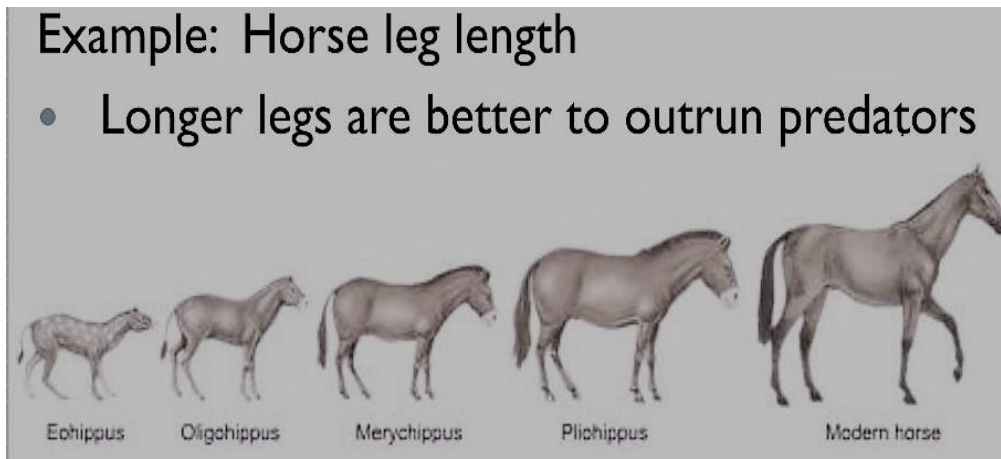 Example: Horse leg length
• Longer legs are better to outrun predators
Eohippus Oligohippus Merychippus Pliohippus Modern horse